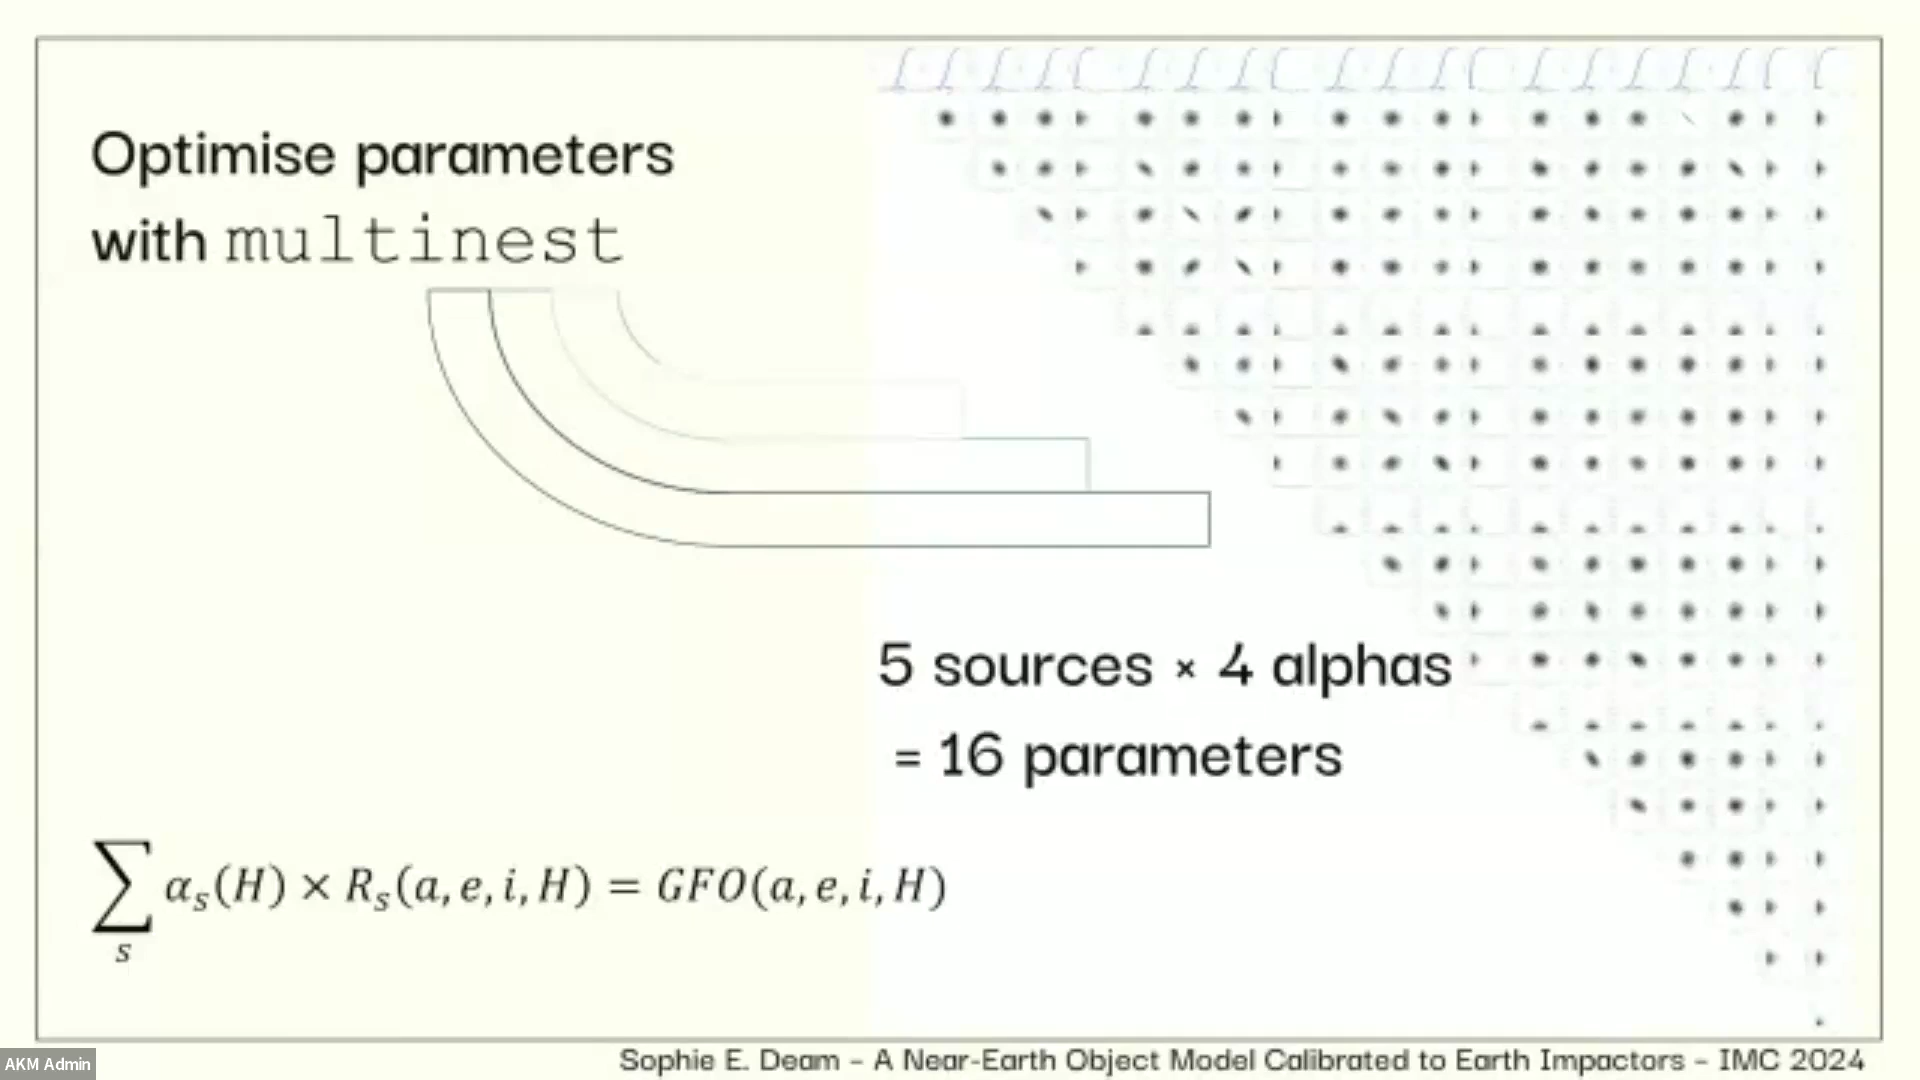 Optimise parameters
with multinest
5 sources × 4 alphas
= 16 parameters
∑ αₛ(H) × Rₛ(a, e, i, H) = GFO(a, e, i, H)
s
Sophie E. Deam – A Near-Earth Object Model Calibrated to Earth Impactors – IMC 2024
AKM Admin